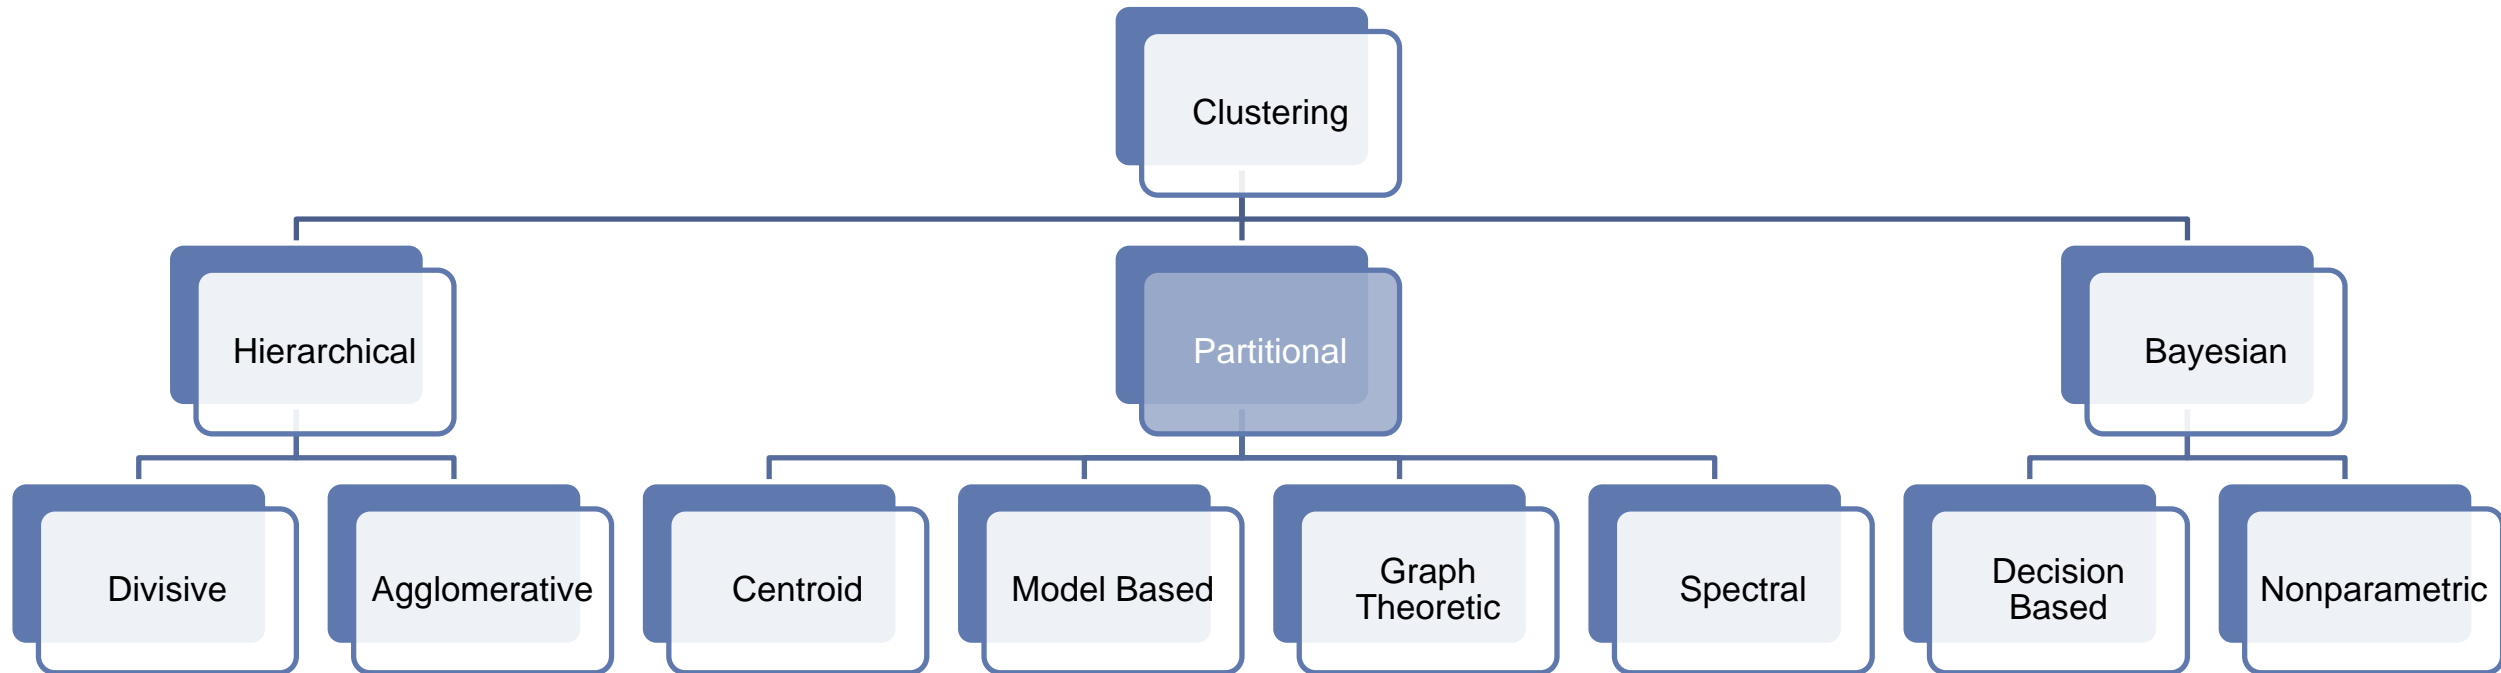 Clustering
Hierarchical
Partitional
Bayesian
Divisive
Agglomerative
Centroid
Model Based
Graph
Theoretic
Spectral
Decision
Based
Nonparametric